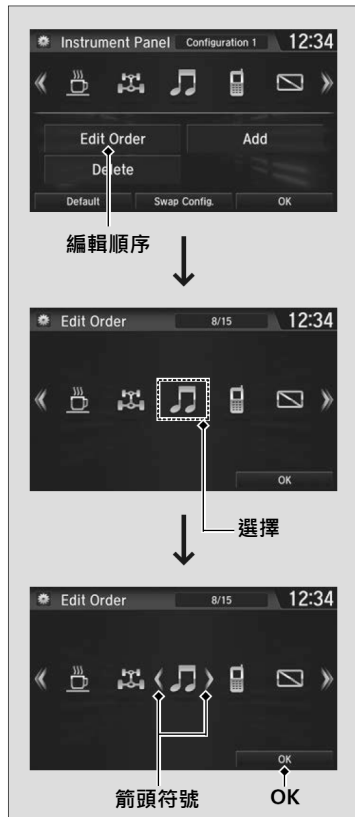 Instrument Panel Configuration 1 12:34
Edit Order Add
Delete
Default Swap Config. OK
編輯順序
Edit Order 8/15 12:34
OK
選擇
Edit Order 8/15 12:34
OK
箭頭符號 OK